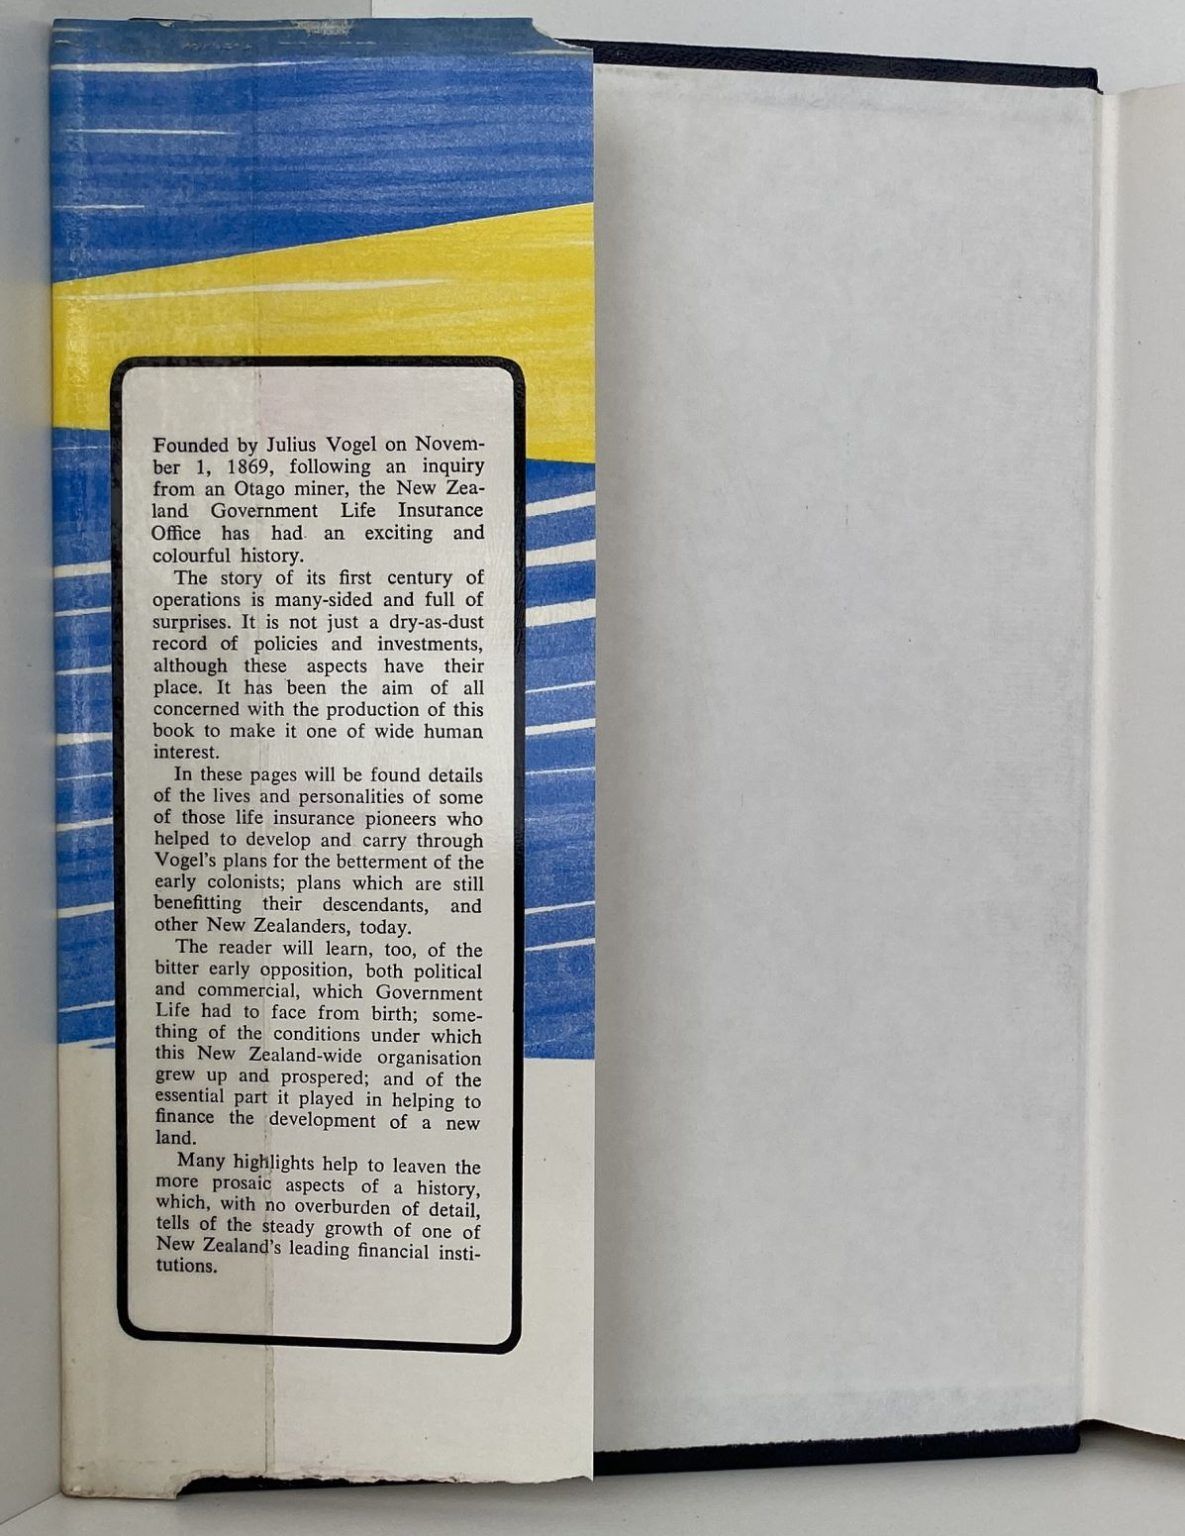 Founded by Julius Vogel on Novem-
ber 1, 1869, following an inquiry
from an Otago miner, the New Zea-
land Government Life Insurance
Office has had an exciting and
colourful history.
The story of its first century of
operations is many-sided and full of
surprises. It is not just a dry-as-dust
record of policies and investments,
although these aspects have their
place. It has been the aim of all
concerned with the production of this
book to make it one of wide human
interest.
In these pages will be found details
of the lives and personalities of some
of those life insurance pioneers who
helped to develop and carry through
Vogel's plans for the betterment of the
early colonists; plans which are still
benefitting their descendants, and
other New Zealanders, today.
The reader will learn, too, of the
bitter early opposition, both political
and commercial, which Government
Life had to face from birth; some-
thing of the conditions under which
this New Zealand-wide organisation
grew up and prospered; and of the
essential part it played in helping to
finance the development of a new
land.
Many highlights help to leaven the
more prosaic aspects of a history,
which, with no overburden of detail,
tells of the steady growth of one of
New Zealand's leading financial insti-
tutions.